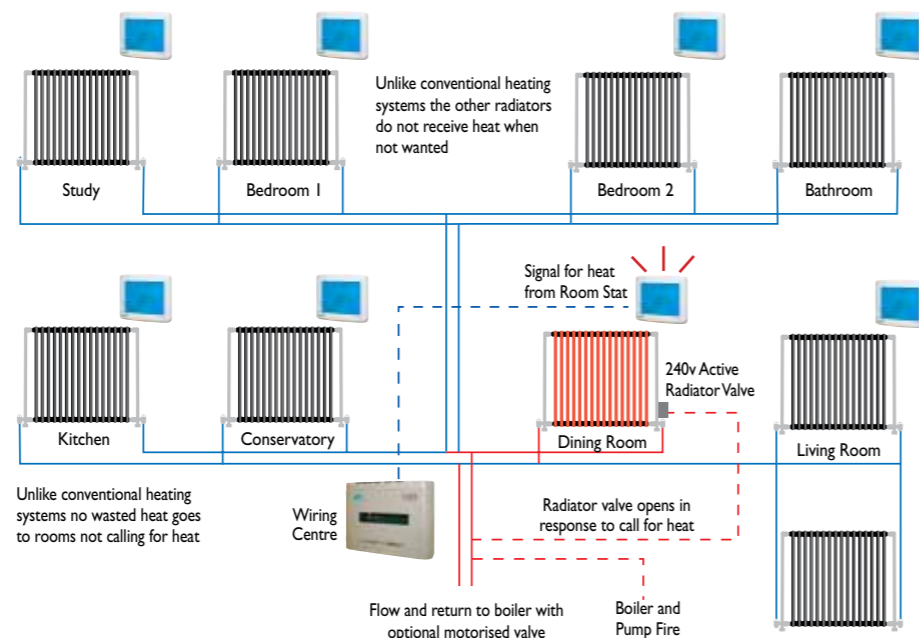 Unlike conventional heating
systems the other radiators
do not receive heat when
not wanted
Study
Bedroom 1
Bedroom 2
Bathroom
Signal for heat
from Room Stat
240v Active
Radiator Valve
Kitchen
Conservatory
Dining Room
Living Room
Unlike conventional heating
systems no wasted heat goes
to rooms not calling for heat
Wiring
Centre
Radiator valve opens in
response to call for heat
Flow and return to boiler with
optional motorised valve
Boiler and
Pump Fire